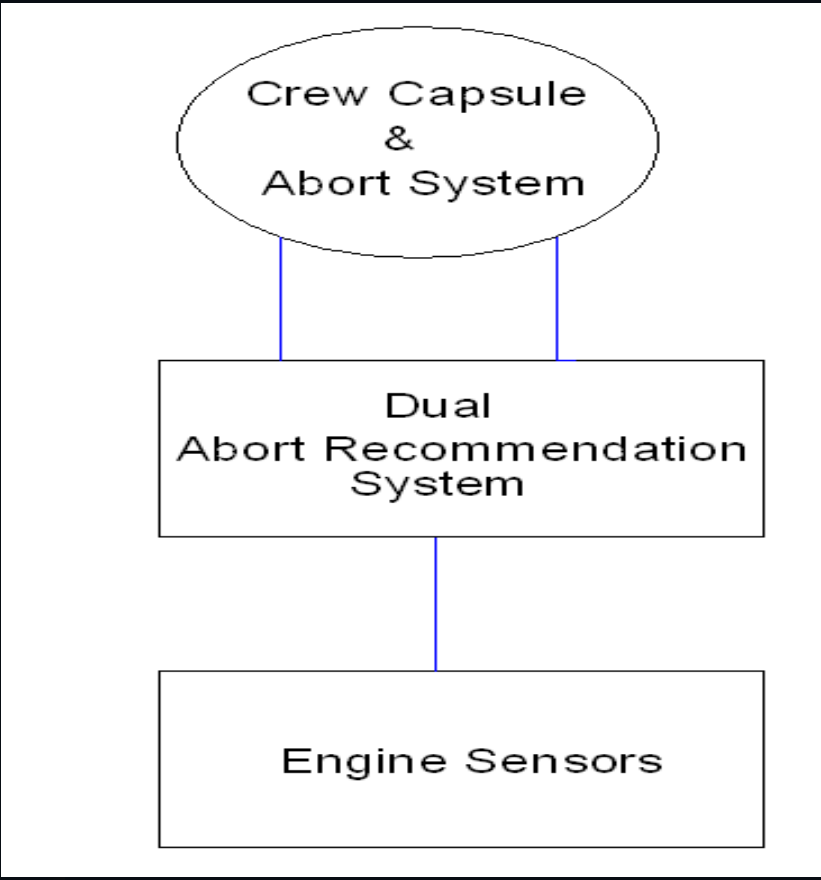 Crew Capsule
&
Abort System
Dual
Abort Recommendation
System
Engine Sensors